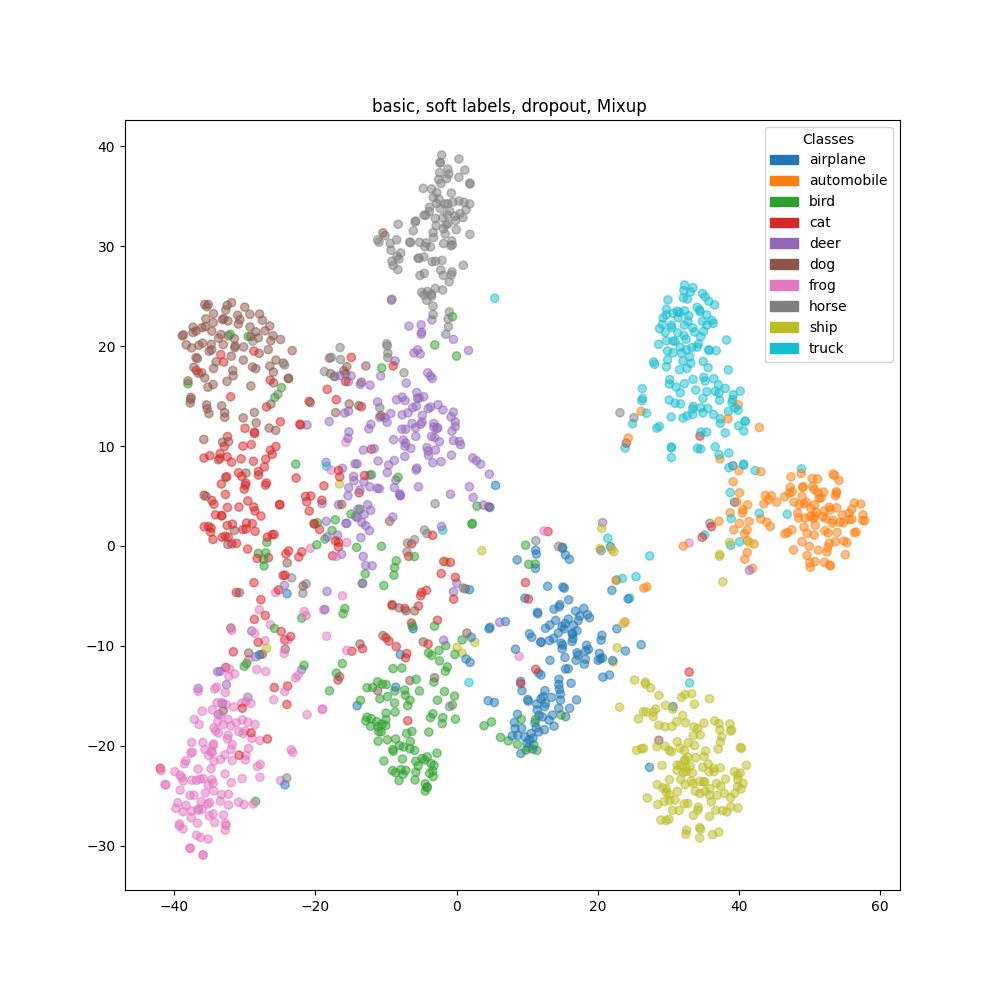 basic, soft labels, dropout, Mixup
Classes
airplane
automobile
bird
cat
deer
dog
frog
horse
ship
truck
40
30
20
10
0
−10
−20
−30
−40
−20
0
20
40
60